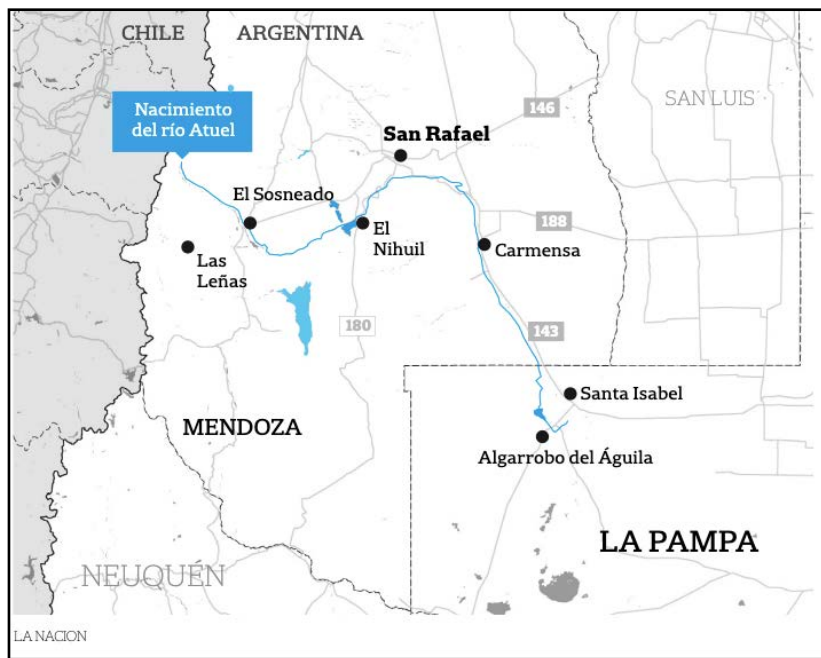 CHILE
ARGENTINA
Nacimiento
del río Atuel
SAN LUIS
146
San Rafael
El Sosneado
188
El
Nihuil
Carmensa
Las
Leñas
180
143
Santa Isabel
MENDOZA
Algarrobo del Águila
LA PAMPA
NEUQUÉN
LA NACION